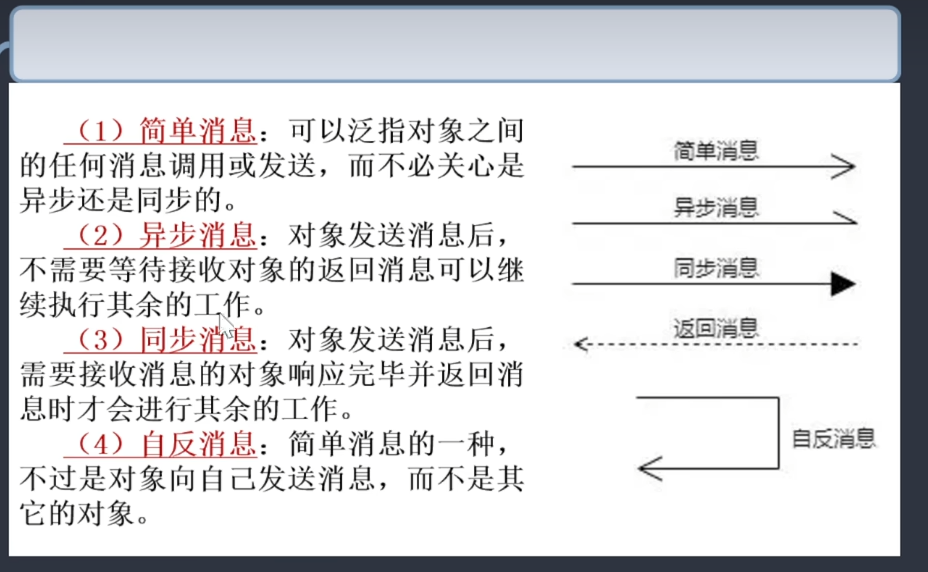 （1）简单消息：可以泛指对象之间
的任何消息调用或发送，而不必关心是
异步还是同步的。
（2）异步消息：对象发送消息后，
不需要等待接收对象的返回消息可以继
续执行其余的工作。
（3）同步消息：对象发送消息后，
需要接收消息的对象响应完毕并返回消
息时才会进行其余的工作。
（4）自反消息：简单消息的一种，
不过是对象向自己发送消息，而不是其
它的对象。
简单消息
异步消息
同步消息
返回消息
自反消息